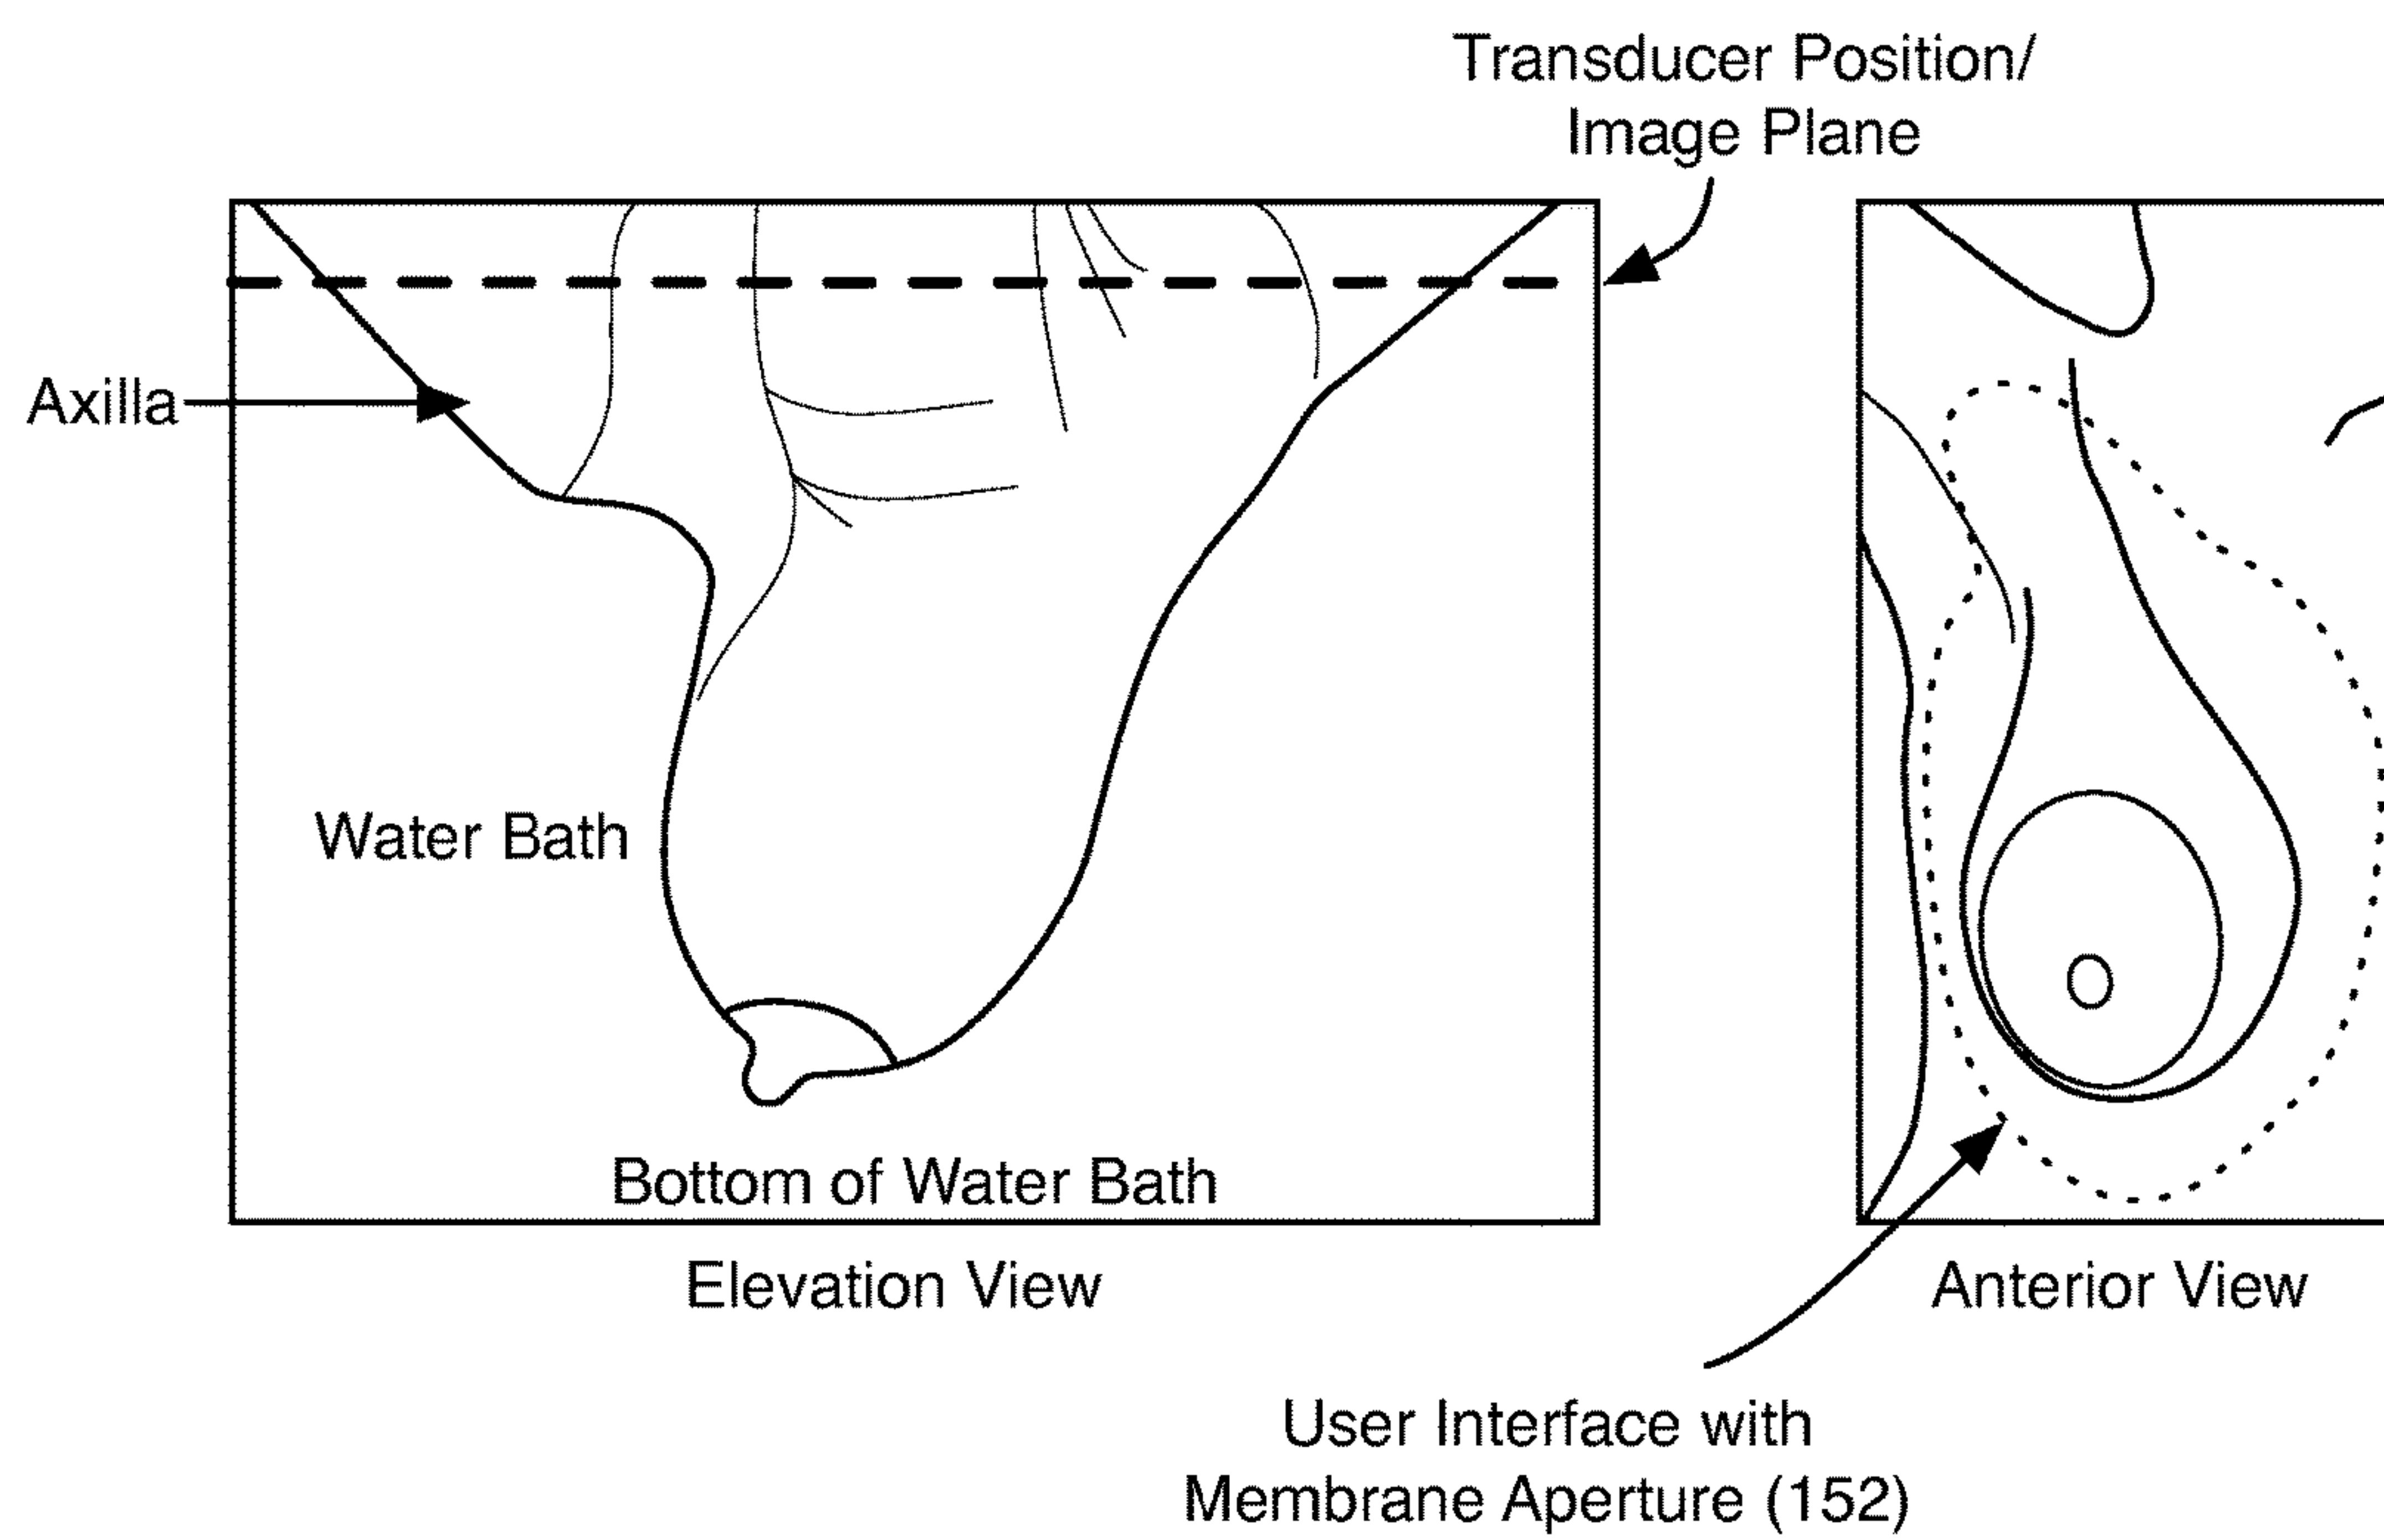 Transducer Position/
Image Plane
Axilla
Water Bath
Bottom of Water Bath
Elevation View
Anterior View
User Interface with
Membrane Aperture (152)